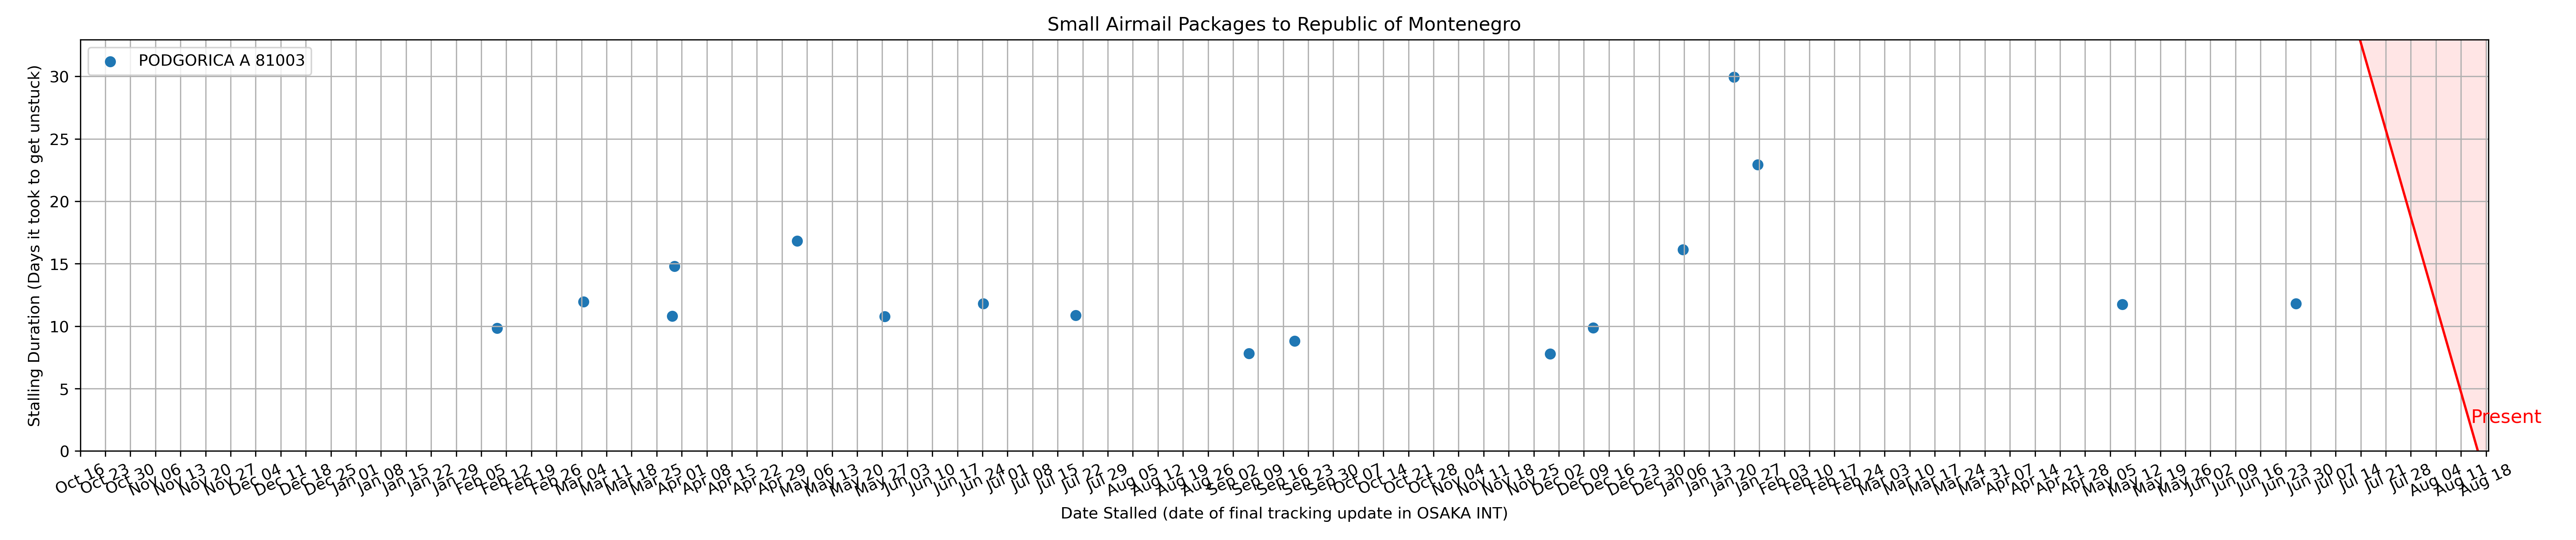 Small Airmail Packages to Republic of Montenegro
PODGORICA A 81003
Stalling Duration (Days it took to get unstuck)
30
25
20
15
10
5
0
Present
Oct 16 Oct 23 Oct 30 Nov 06 Nov 13 Nov 20 Nov 27 Dec 04 Dec 11 Dec 18 Dec 25 Jan 01 Jan 08 Jan 15 Jan 22 Jan 29 Feb 05 Feb 12 Feb 19 Feb 26 Mar 04 Mar 11 Mar 18 Mar 25 Apr 01 Apr 08 Apr 15 Apr 22 Apr 29 May 06 May 13 May 20 May 27 Jun 03 Jun 10 Jun 17 Jun 24 Jul 01 Jul 08 Jul 15 Jul 22 Jul 29 Aug 05 Aug 12 Aug 19 Aug 26 Sep 02 Sep 09 Sep 16 Sep 23 Sep 30 Oct 07 Oct 14 Oct 21 Oct 28 Nov 04 Nov 11 Nov 18 Nov 25 Dec 02 Dec 09 Dec 16 Dec 23 Dec 30 Jan 06 Jan 13 Jan 20 Jan 27 Feb 03 Feb 10 Feb 17 Feb 24 Mar 03 Mar 10 Mar 17 Mar 24 Mar 31 Apr 07 Apr 14 Apr 21 Apr 28 May 05 May 12 May 19 May 26 Jun 02 Jun 09 Jun 16 Jun 23 Jun 30 Jul 07 Jul 14 Jul 21 Jul 28 Aug 04 Aug 11 Aug 18
Date Stalled (date of final tracking update in OSAKA INT)